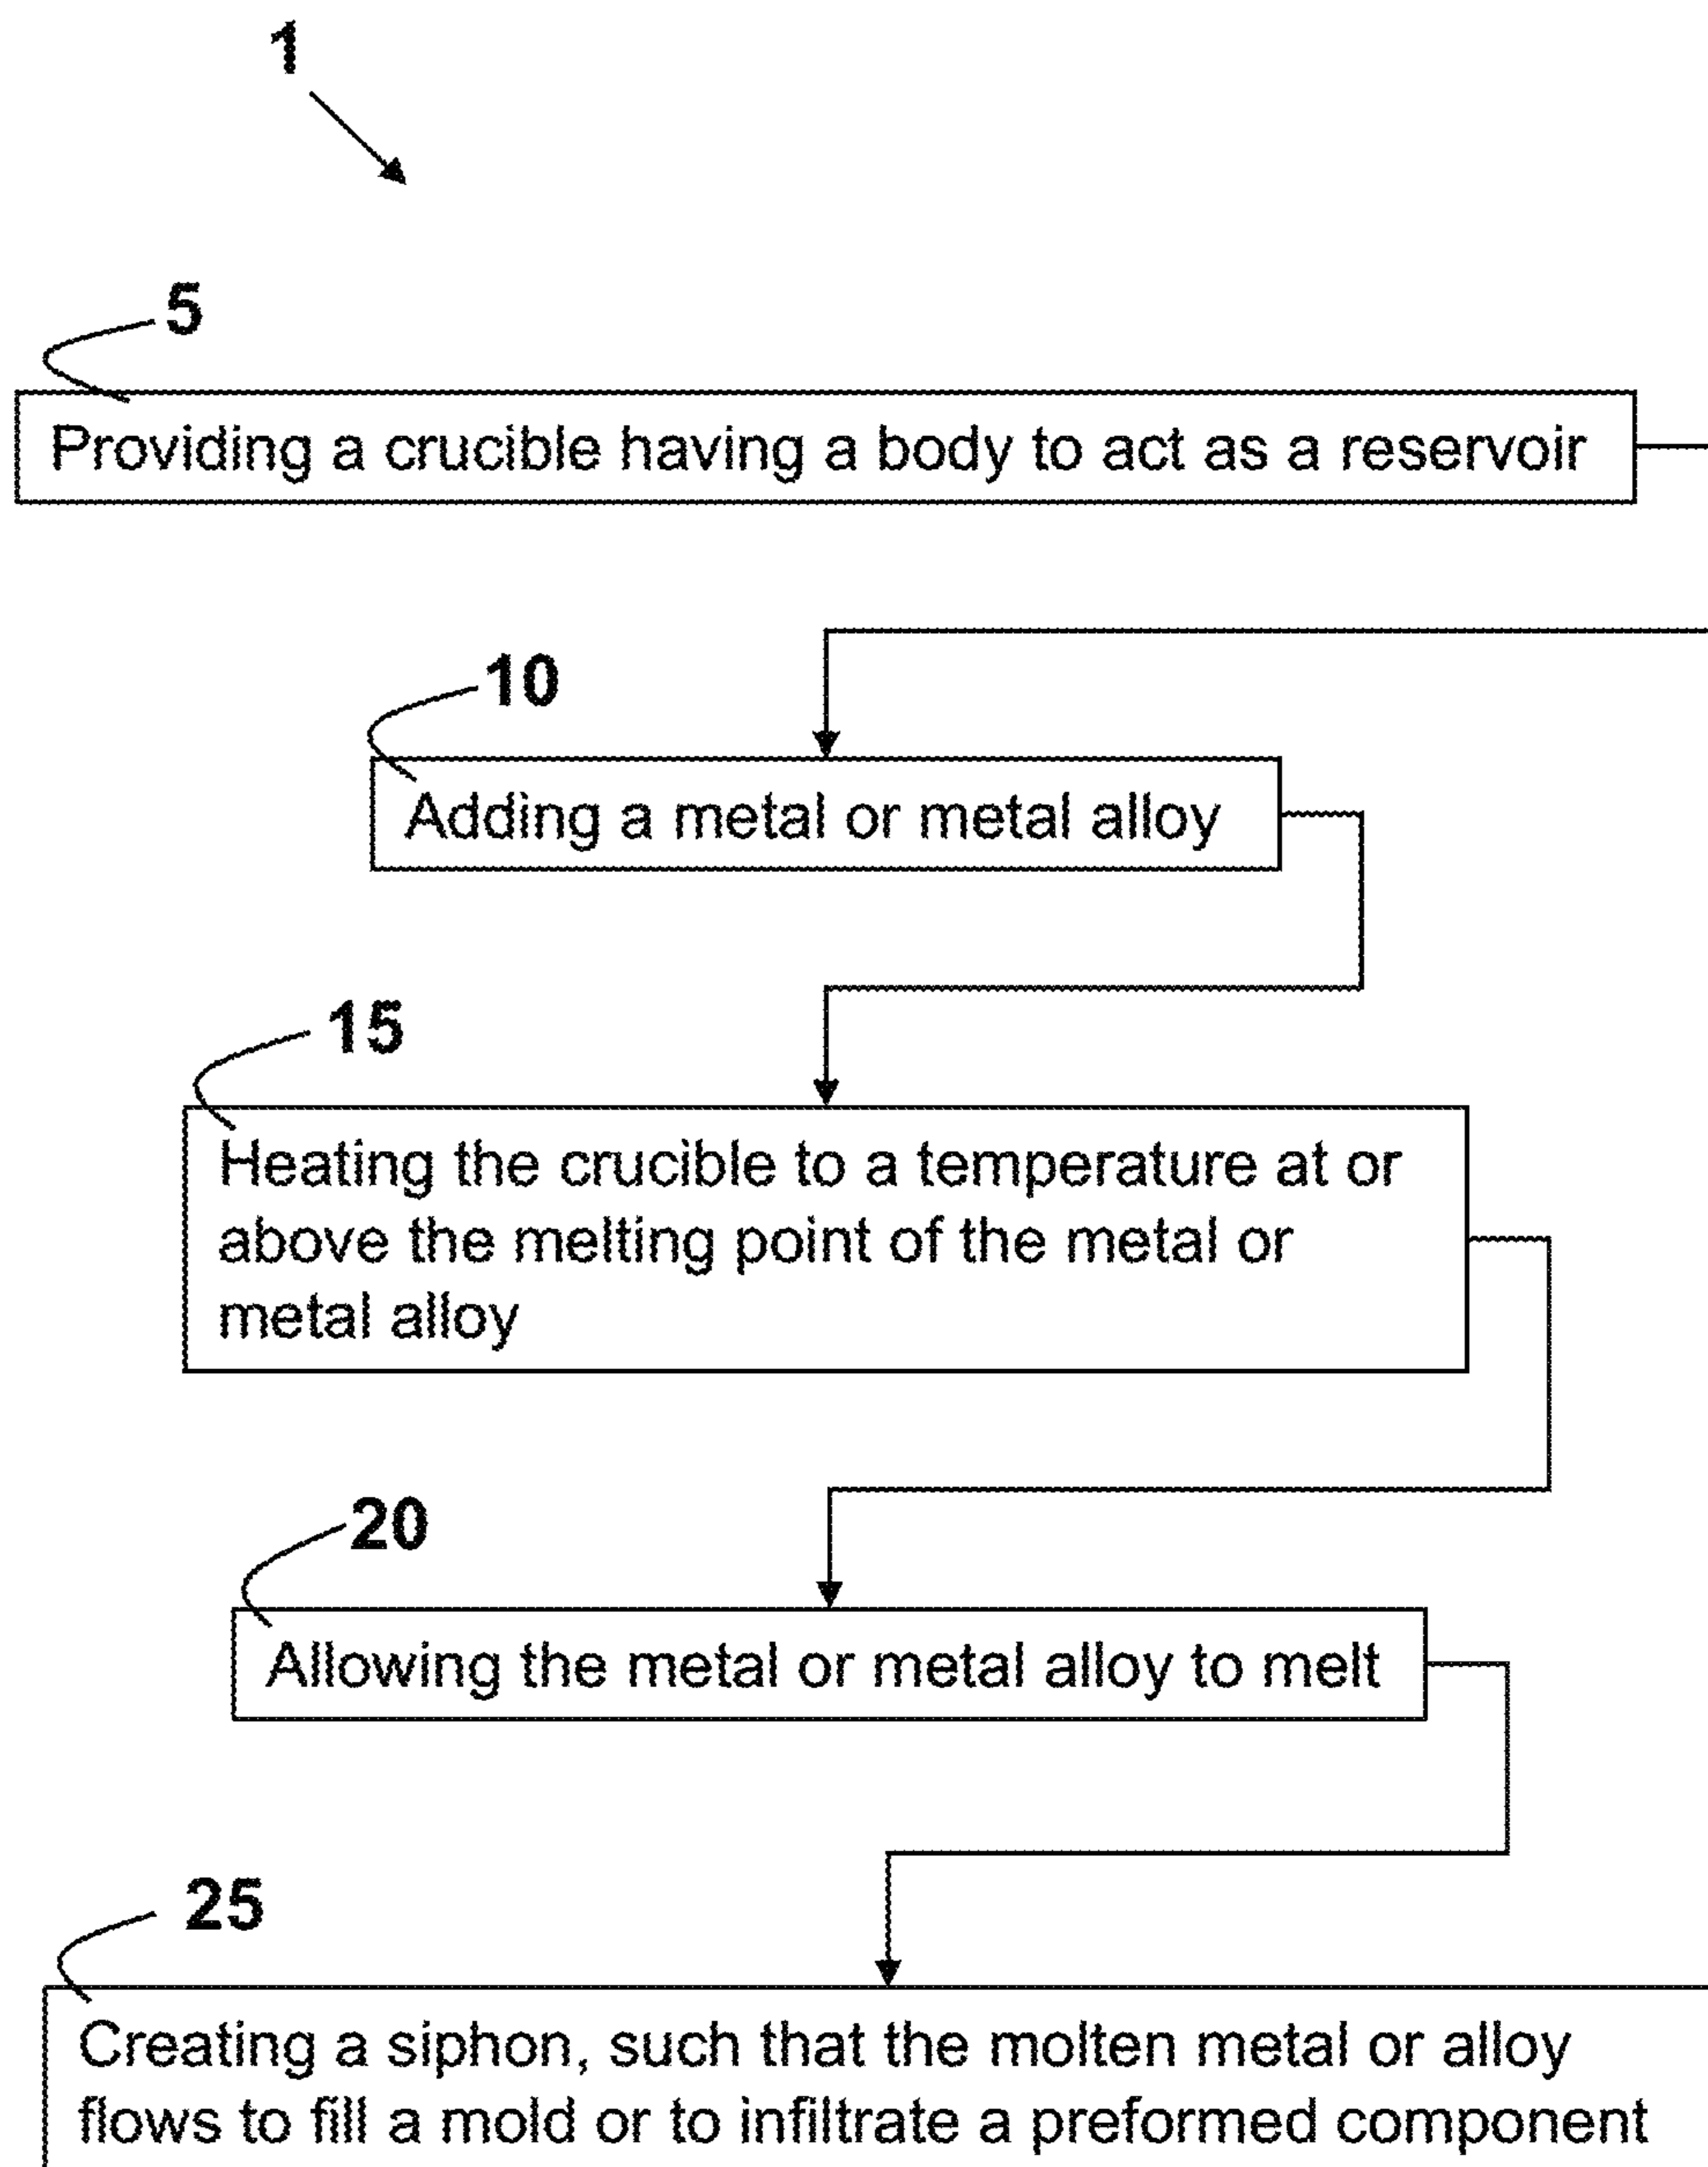 1
5
Providing a crucible having a body to act as a reservoir
10
Adding a metal or metal alloy
15
Heating the crucible to a temperature at or
above the melting point of the metal or
metal alloy
20
Allowing the metal or metal alloy to melt
25
Creating a siphon, such that the molten metal or alloy
flows to fill a mold or to infiltrate a preformed component